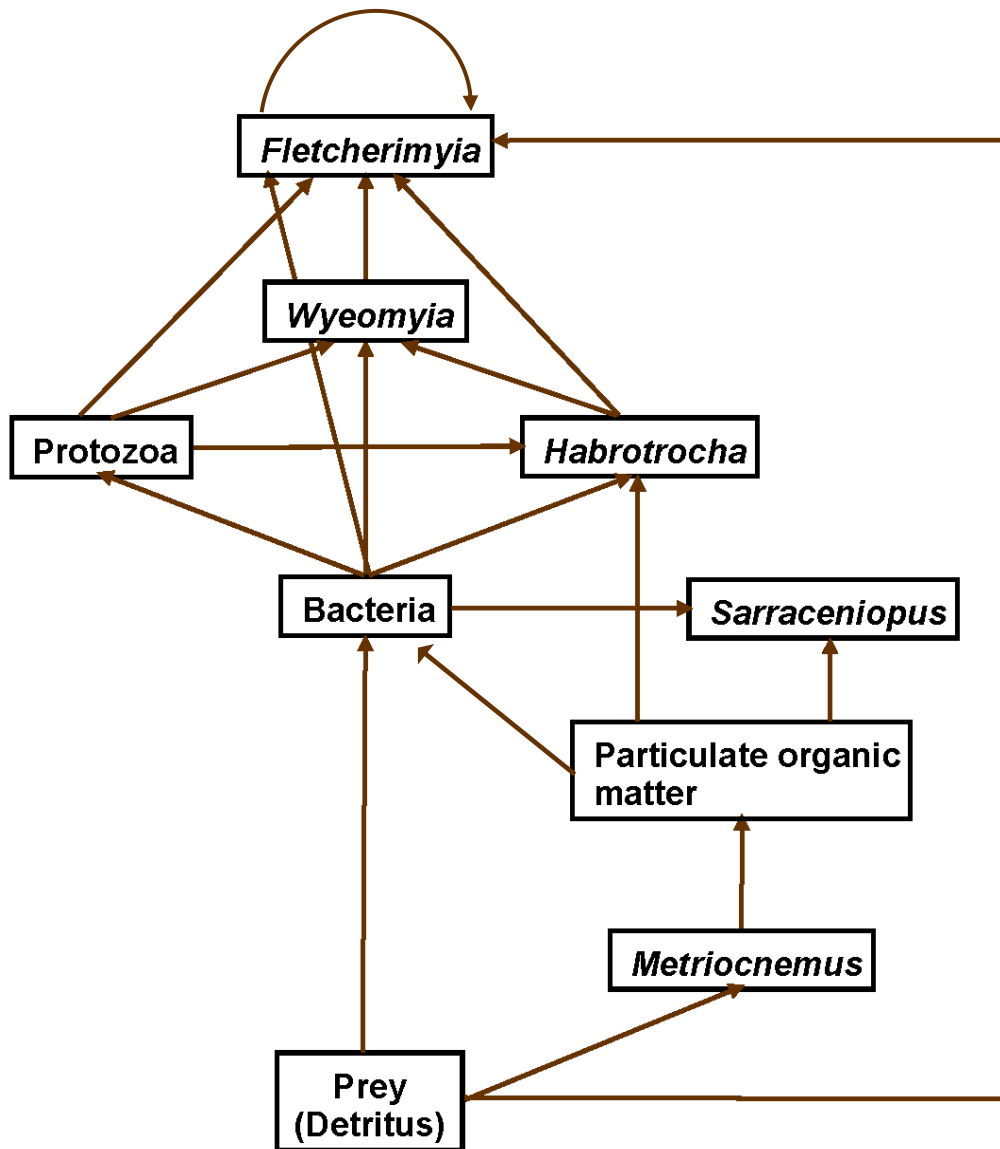 Fletcherimyia
Wyeomyia
Protozoa
Habrotrocha
Bacteria
Sarraceniopus
Particulate organic
matter
Metriocnemus
Prey
(Detritus)